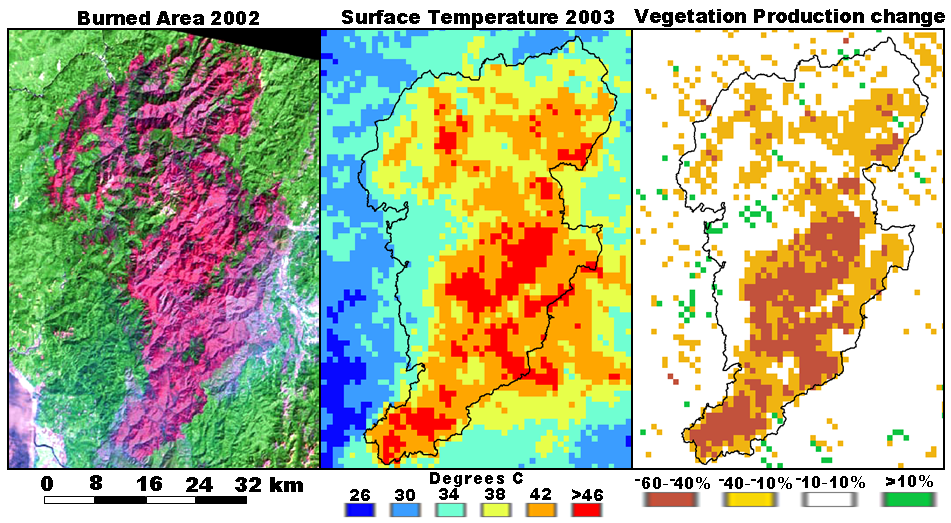 Burned Area 2002
Surface Temperature 2003
Vegetation Production change
0 8 16 24 32 km
Degrees C
26 30 34 38 42 >46
-60--40% -40--10% -10-10% >10%